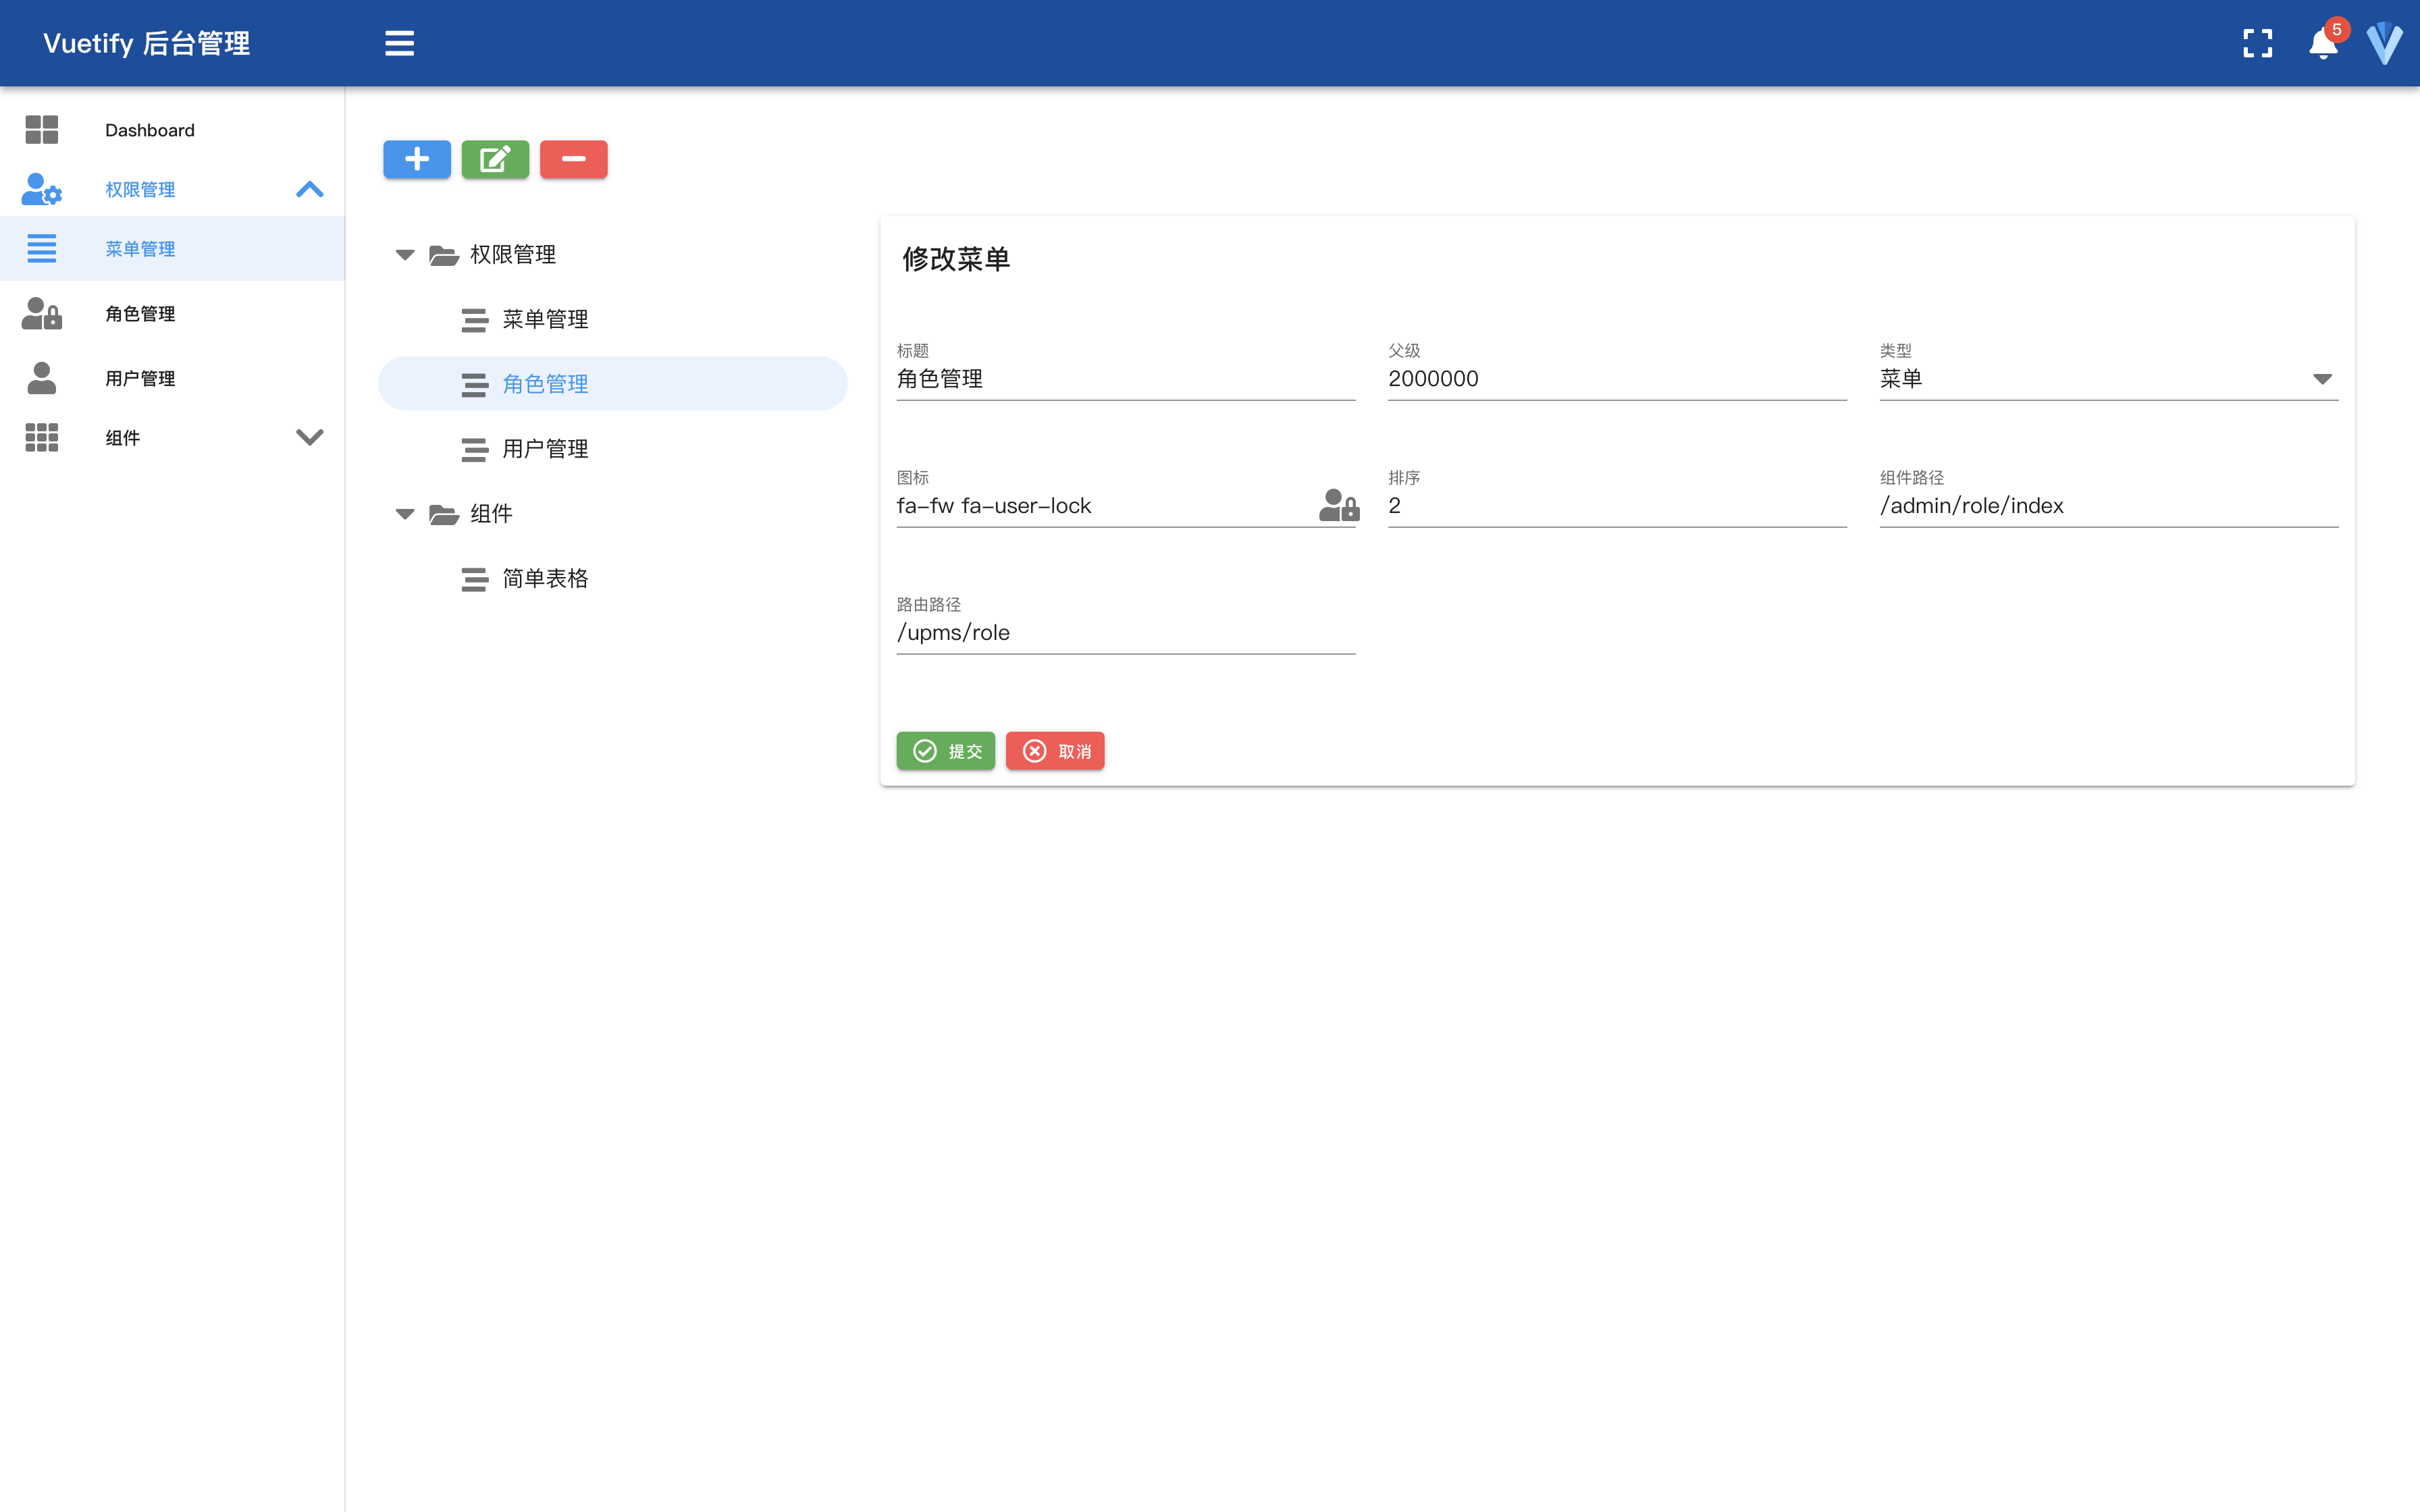 Vuetify 后台管理
5
Dashboard
权限管理
菜单管理
角色管理
用户管理
组件
权限管理
菜单管理
角色管理
用户管理
组件
简单表格
修改菜单
标题
角色管理
父级
2000000
类型
菜单
图标
fa-fw fa-user-lock
排序
2
组件路径
/admin/role/index
路由路径
/upms/role
提交
取消